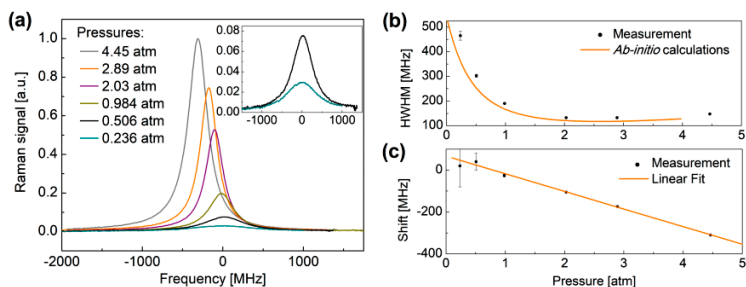 (a)
Pressures:
4.45 atm
2.89 atm
2.03 atm
0.984 atm
0.506 atm
0.236 atm
Raman signal [a.u.]
1.0
0.8
0.6
0.4
0.2
0.0
-2000
-1000
0
1000
Frequency [MHz]
0.08
0.06
0.04
0.02
0.00
-1000
0
1000
(b)
HWHM [MHz]
500
400
300
200
100
Measurement
Ab-initio calculations
0
1
2
3
4
5
(c)
Shift [MHz]
0
-200
-400
Measurement
Linear Fit
0
1
2
3
4
5
Pressure [atm]